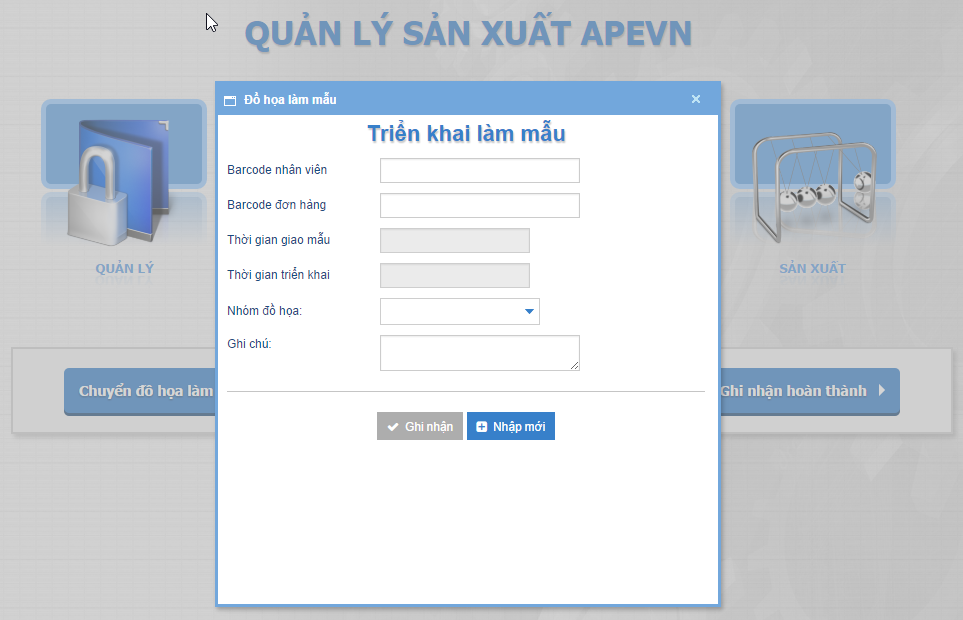 QUẢN LÝ SẢN XUẤT APEVN
Đồ họa làm mẫu
Triển khai làm mẫu
Barcode nhân viên
Barcode đơn hàng
Thời gian giao mẫu
Thời gian triển khai
Nhóm đồ họa:
Ghi chú:
Ghi nhận
Nhập mới
QUẢN LÝ
SẢN XUẤT
Chuyển đồ họa làm
Ghi nhận hoàn thành